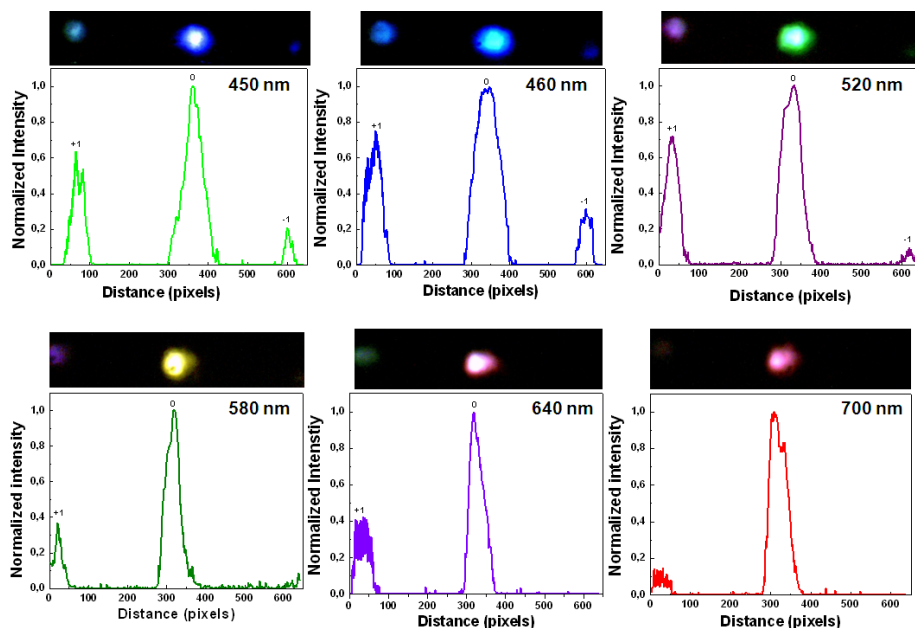 450 nm
0
+1
-1
Normalized Intensity
1,0
0,8
0,6
0,4
0,2
0,0
0 100 200 300 400 500 600
Distance (pixels)
460 nm
0
+1
-1
Normalized Intensity
1,0
0,8
0,6
0,4
0,2
0,0
0 100 200 300 400 500 600
Distance (pixels)
520 nm
0
+1
-1
Normalized Intensity
1,0
0,8
0,6
0,4
0,2
0,0
0 100 200 300 400 500 600
Distance (pixels)
580 nm
0
+1
Normalized intensity
1,0
0,8
0,6
0,4
0,2
0,0
0 100 200 300 400 500 600
Distance (pixels)
640 nm
0
+1
Normalized Intenstiy
1,0
0,8
0,6
0,4
0,2
0,0
0 100 200 300 400 500 600
Distance (pixels)
700 nm
Normalized intensity
1,0
0,8
0,6
0,4
0,2
0,0
0 100 200 300 400 500 600
Distance (pixels)